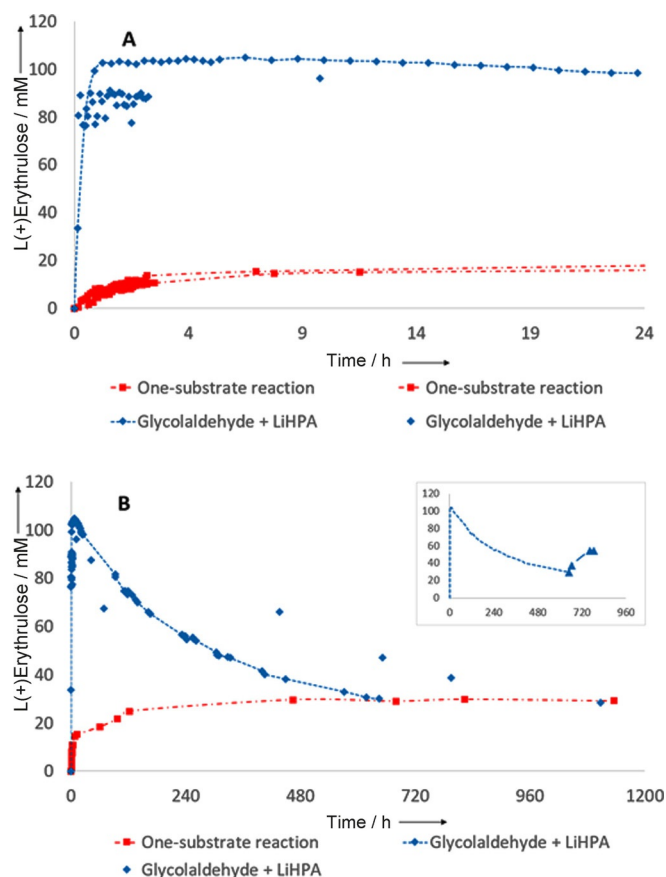 A
L(+)Erythrulose / mM
120
100
80
60
40
20
0
0 4 9 14 19 24
Time / h
One-substrate reaction One-substrate reaction
Glycolaldehyde + LiHPA Glycolaldehyde + LiHPA
B
L(+)Erythrulose / mM
120
100
80
60
40
20
0
120
100
80
60
40
20
0
0 240 480 720 960
0 240 480 720 960 1200
Time / h
One-substrate reaction Glycolaldehyde + LiHPA
Glycolaldehyde + LiHPA